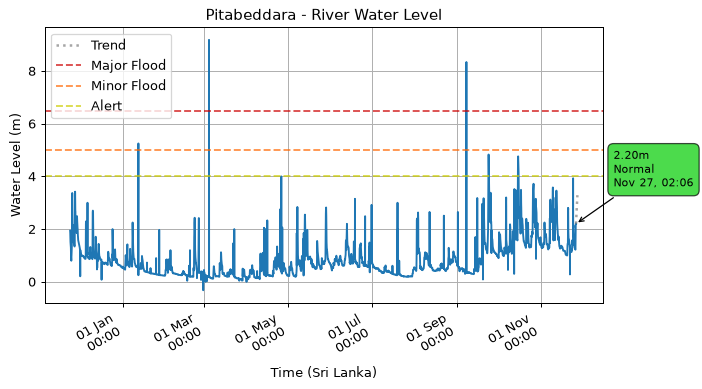 Pitabeddara - River Water Level
Trend
Major Flood
Minor Flood
Alert
Water Level (m)
8
6
4
2
0
2.20m
Normal
Nov 27, 02:06
01 Jan
00:00
01 Mar
00:00
01 May
00:00
01 Jul
00:00
01 Sep
00:00
01 Nov
00:00
Time (Sri Lanka)